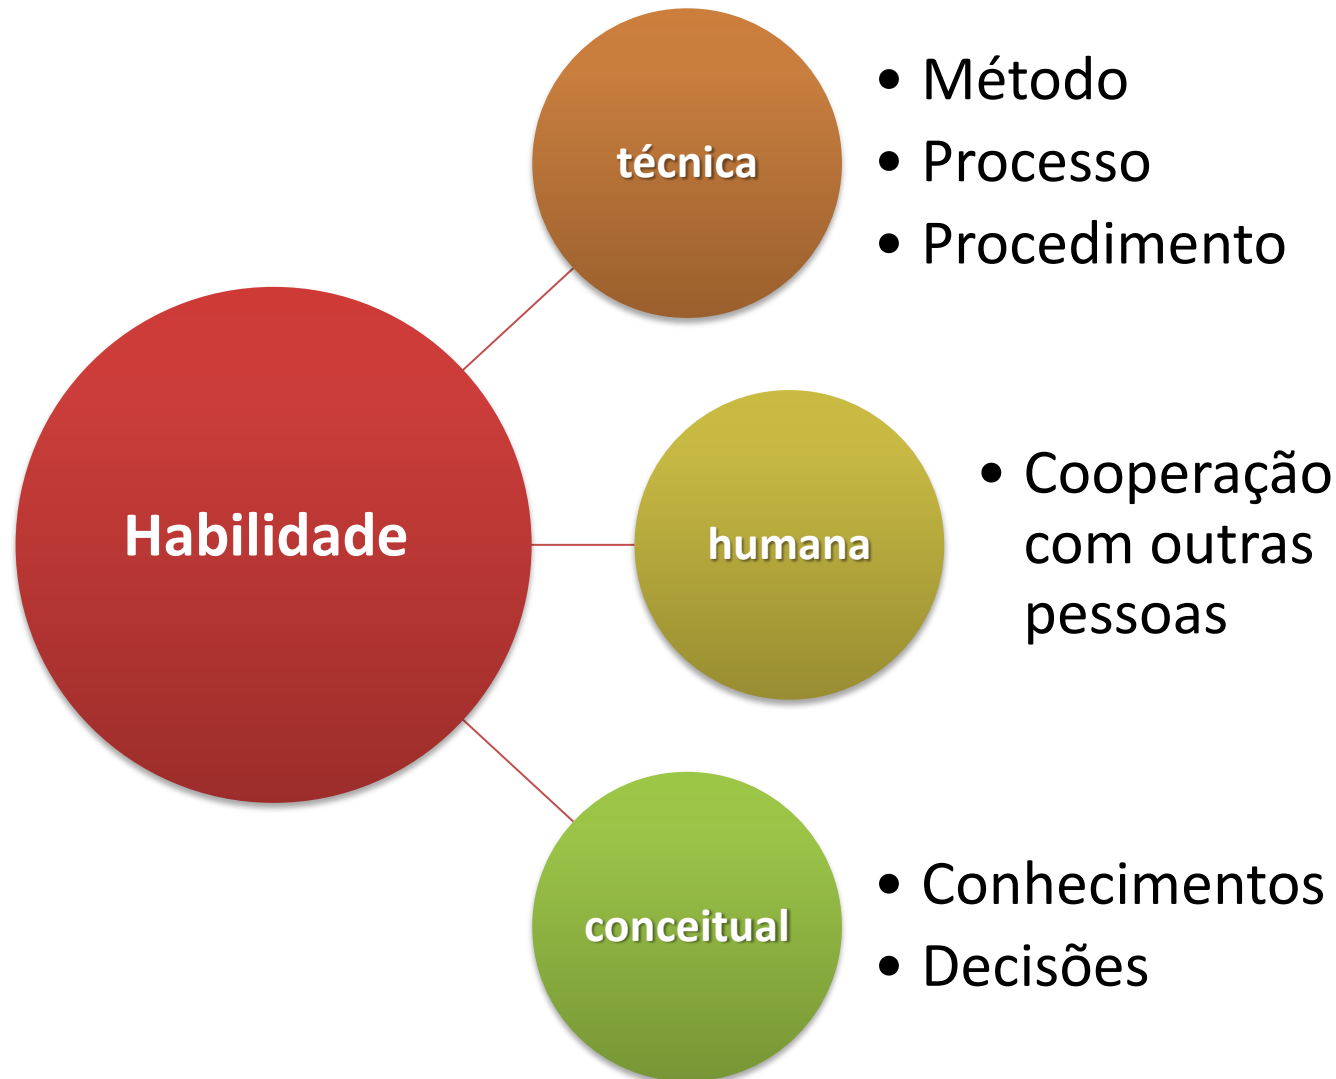 técnica
• Método
• Processo
• Procedimento
Habilidade
humana
• Cooperação
com outras
pessoas
conceitual
• Conhecimentos
• Decisões